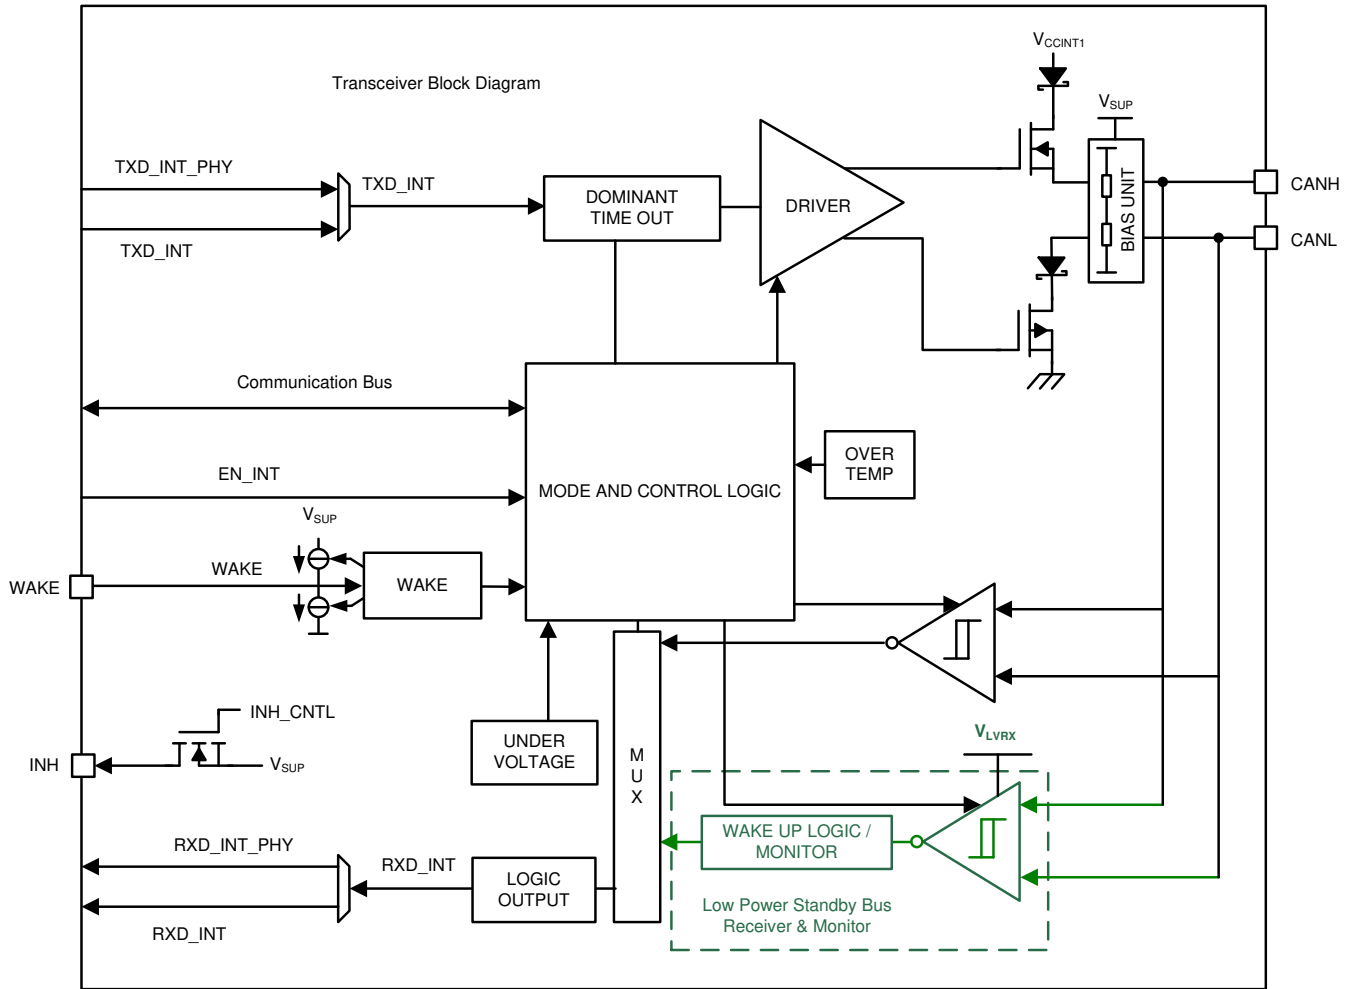 Transceiver Block Diagram
VCCINT1
VSUP
TXD_INT_PHY
TXD_INT
TXD_INT
DOMINANT
TIME OUT
DRIVER
BIAS UNIT
CANH
CANL
Communication Bus
EN_INT
MODE AND CONTROL LOGIC
OVER
TEMP
VSUP
WAKE
WAKE
WAKE
INH_CNTL
INH
VSUP
UNDER
VOLTAGE
M
U
X
VLVRX
WAKE UP LOGIC /
MONITOR
Low Power Standby Bus
Receiver & Monitor
RXD_INT_PHY
RXD_INT
LOGIC
OUTPUT
RXD_INT